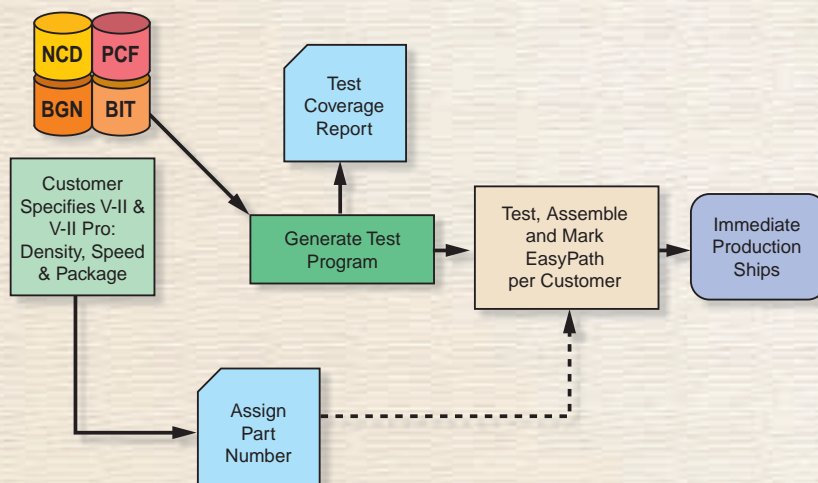 NCD
PCF
BGN
BIT
Test
Coverage
Report
Customer
Specifies V-II &
V-II Pro:
Density, Speed
& Package
Generate Test
Program
Test, Assemble
and Mark
EasyPath
per Customer
Immediate
Production
Ships
Assign
Part
Number